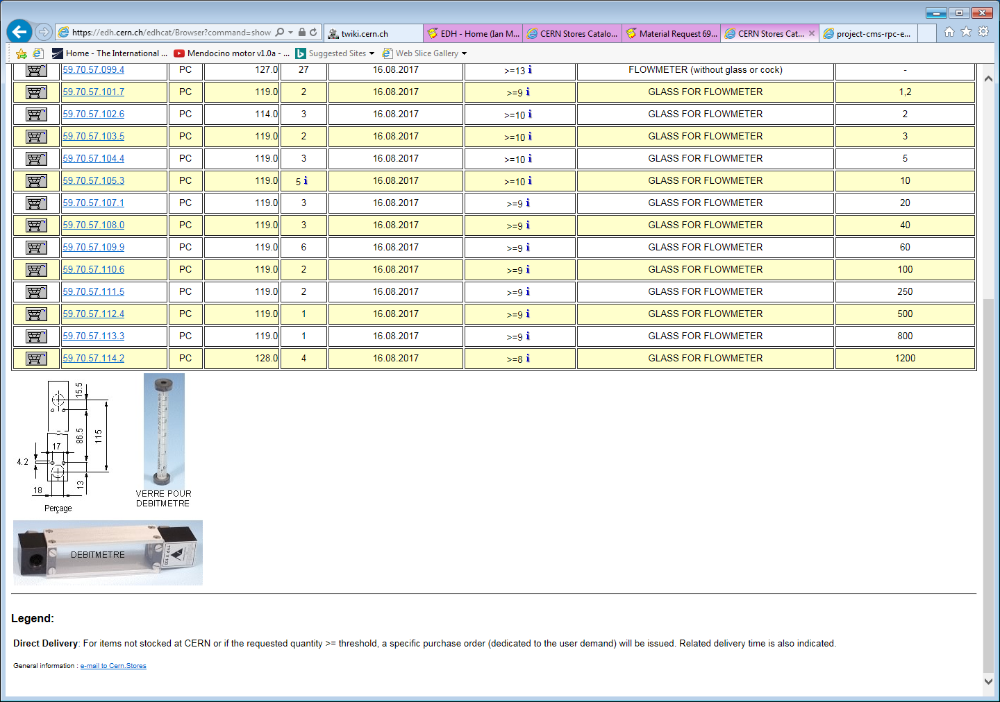 https://edh.cern.ch/edhcat/Browser?command=show
twiki.cern.ch
EDH - Home (Ian M...
CERN Stores Catalo...
Material Request 69...
CERN Stores Cat...
project-cms-rpc-e...
Home - The International ...
Mendocino motor v1.0a - ...
Suggested Sites
Web Slice Gallery
59.70.57.099.4 PC 127.0 27 16.08.2017 >=13 i FLOWMETER (without glass or cock) -
59.70.57.101.7 PC 119.0 2 16.08.2017 >=9 i GLASS FOR FLOWMETER 1,2
59.70.57.102.6 PC 114.0 3 16.08.2017 >=10 i GLASS FOR FLOWMETER 2
59.70.57.103.5 PC 119.0 2 16.08.2017 >=10 i GLASS FOR FLOWMETER 3
59.70.57.104.4 PC 119.0 3 16.08.2017 >=10 i GLASS FOR FLOWMETER 5
59.70.57.105.3 PC 119.0 5 i 16.08.2017 >=10 i GLASS FOR FLOWMETER 10
59.70.57.107.1 PC 119.0 3 16.08.2017 >=9 i GLASS FOR FLOWMETER 20
59.70.57.108.0 PC 119.0 3 16.08.2017 >=9 i GLASS FOR FLOWMETER 40
59.70.57.109.9 PC 119.0 6 16.08.2017 >=9 i GLASS FOR FLOWMETER 60
59.70.57.110.6 PC 119.0 2 16.08.2017 >=9 i GLASS FOR FLOWMETER 100
59.70.57.111.5 PC 119.0 2 16.08.2017 >=9 i GLASS FOR FLOWMETER 250
59.70.57.112.4 PC 119.0 1 16.08.2017 >=9 i GLASS FOR FLOWMETER 500
59.70.57.113.3 PC 119.0 1 16.08.2017 >=9 i GLASS FOR FLOWMETER 800
59.70.57.114.2 PC 128.0 4 16.08.2017 >=8 i GLASS FOR FLOWMETER 1200
15.5
86.5
115
17
4.2
13
18
Perçage
VERRE POUR
DEBITMETRE
DEBITMETRE
TYP V-100
Legend:
Direct Delivery: For items not stocked at CERN or if the requested quantity >= threshold, a specific purchase order (dedicated to the user demand) will be issued. Related delivery time is also indicated.
General information : e-mail to Cern.Stores